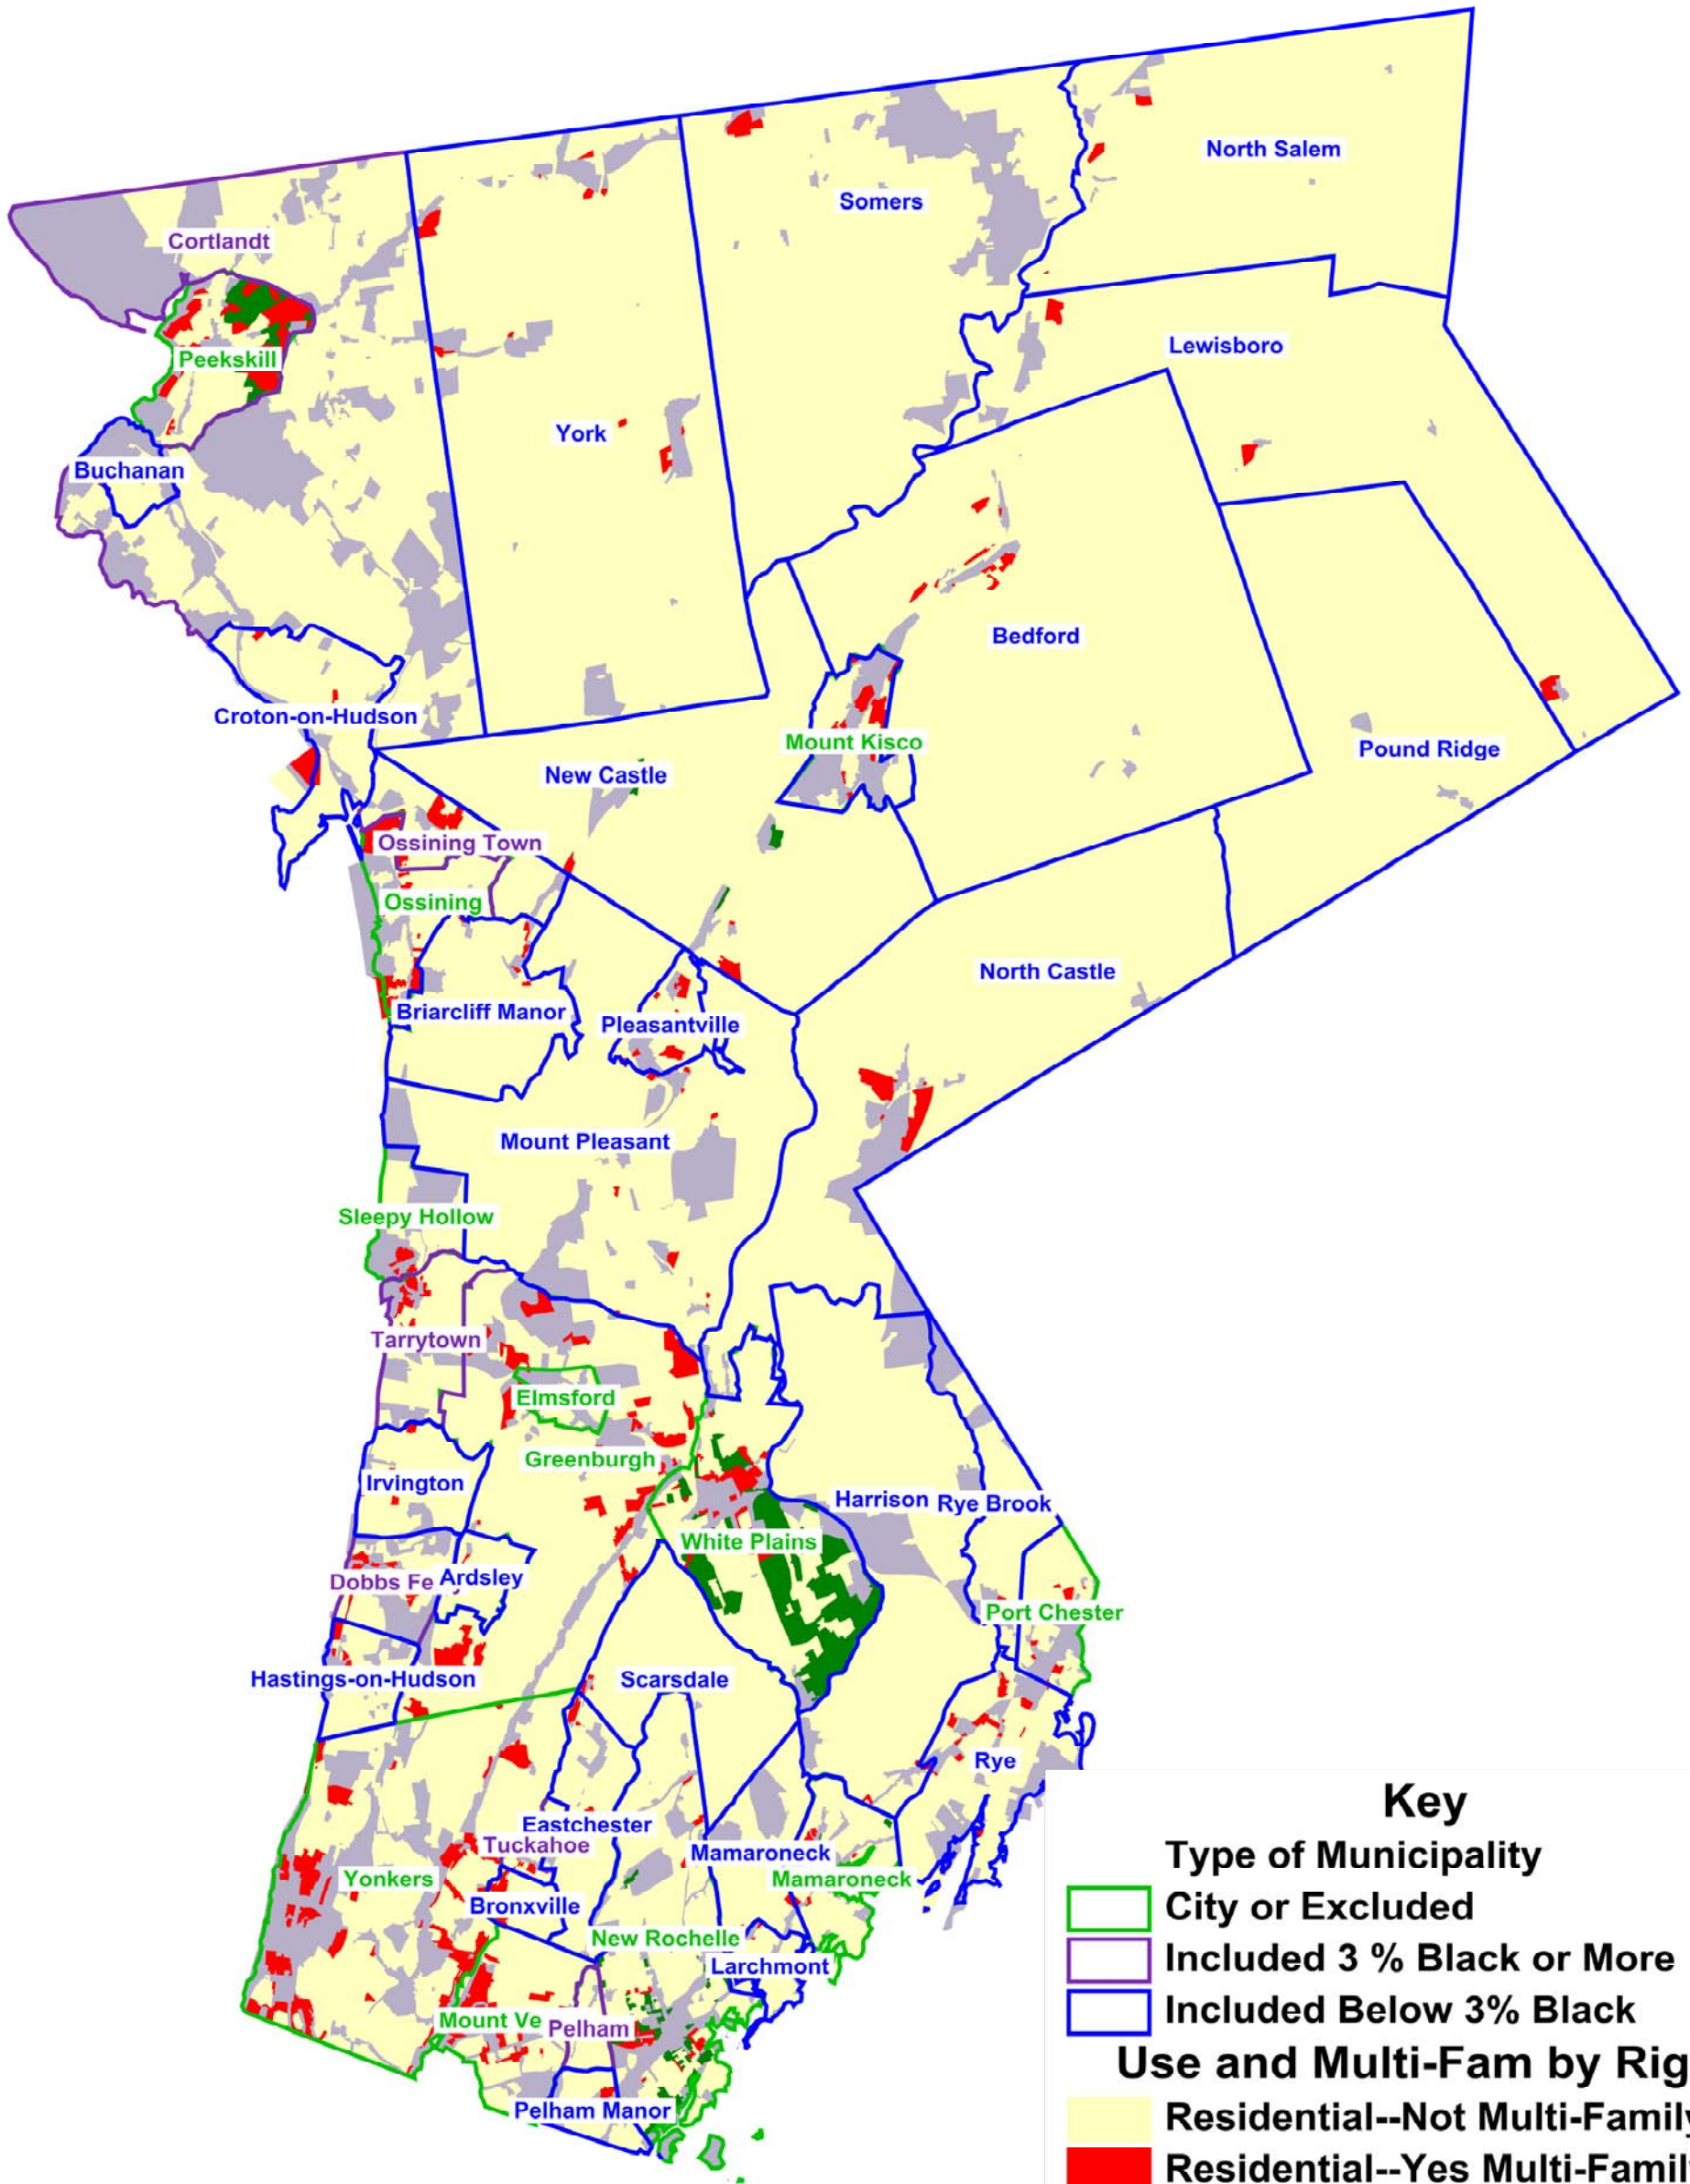 North Salem
Somers
Cortlandt
Lewisboro
Peekskill
York
Buchanan
Bedford
Croton-on-Hudson
Mount Kisco
Pound Ridge
New Castle
Ossining Town
Ossining
North Castle
Briarcliff Manor
Pleasantville
Mount Pleasant
Sleepy Hollow
Tarrytown
Elmsford
Greenburgh
Irvington
Harrison
Rye Brook
White Plains
Dobbs Fe
Ardsley
Port Chester
Hastings-on-Hudson
Scarsdale
Rye
Eastchester
Tuckahoe
Mamaroneck
Yonkers
Mamaroneck
Bronxville
New Rochelle
Larchmont
Mount Ve
Pelham
Pelham Manor
Key
Type of Municipality
City or Excluded
Included 3 % Black or More
Included Below 3% Black
Use and Multi-Fam by Rig
Residential--Not Multi-Family
Residential--Yes Multi-Family